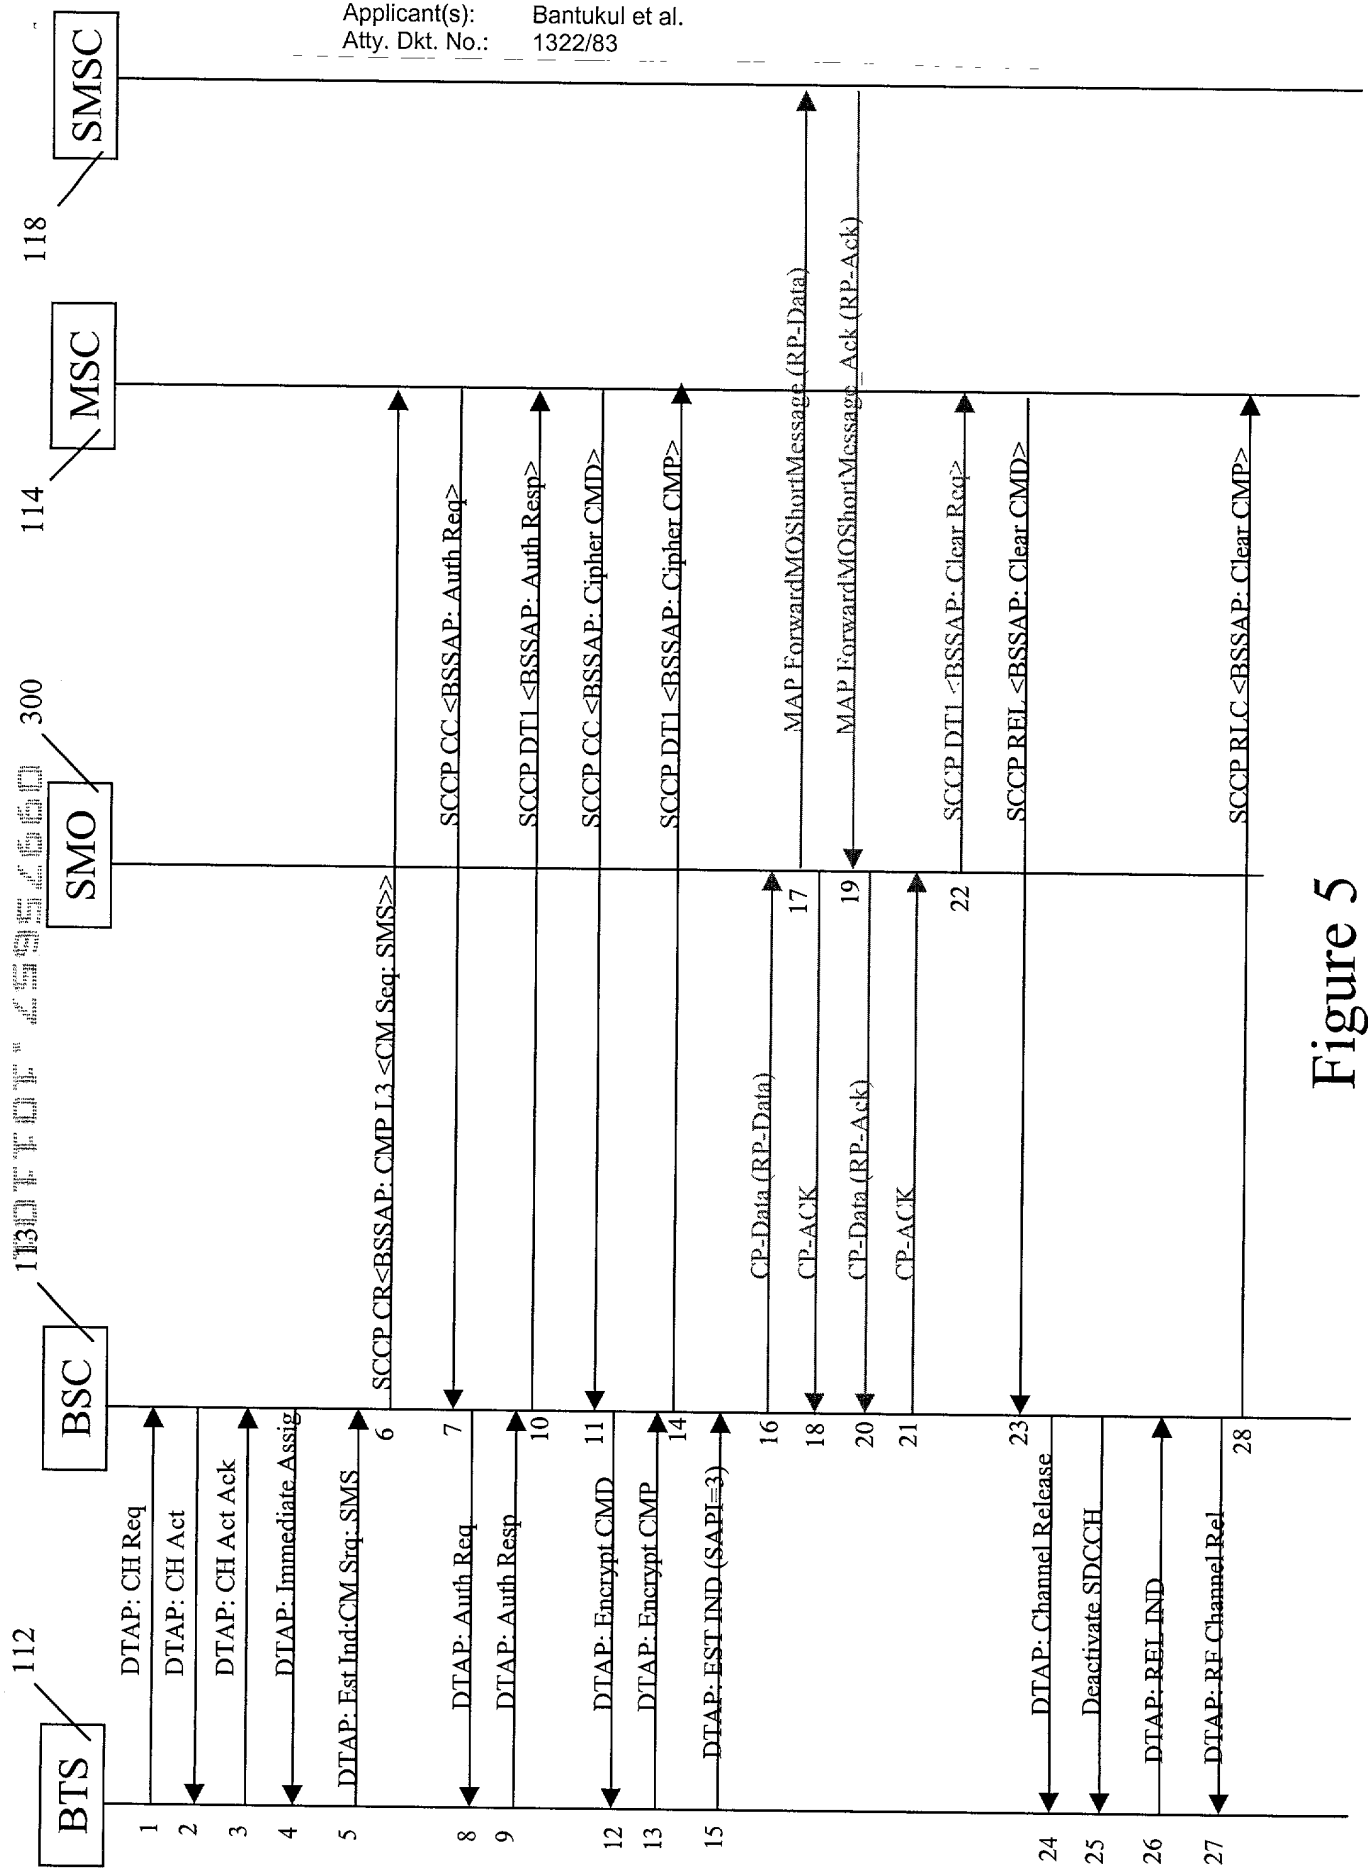 Applicant(s): Bantukul et al.
Atty. Dkt. No.: 1322/83
112
BTS
113
BSC
300
SMO
114
MSC
118
SMSC
1
DTAP: CH Req
2
DTAP: CH Act
3
DTAP: CH Act Ack
4
DTAP: Immediate Assig
5
DTAP: Est Ind:CM Srq: SMS
6
SCCP CR<BSSAP: CMP L3 <CM Seq: SMS>>
7
SCCP CC <BSSAP: Auth Req>
8
DTAP: Auth Req
9
DTAP: Auth Resp
10
SCCP DT1 <BSSAP: Auth Resp>
11
SCCP CC <BSSAP: Cipher CMD>
12
DTAP: Encrypt CMD
13
DTAP: Encrypt CMP
14
SCCP DT1 <BSSAP: Cipher CMP>
15
DTAP: EST IND (SAPI=3)
16
CP-Data (RP-Data)
17
MAP ForwardMOShortMessage (RP-Data)
18
CP-ACK
19
MAP ForwardMOShortMessage_Ack (RP-Ack)
20
CP-Data (RP-Ack)
21
CP-ACK
22
SCCP DT1 <BSSAP: Clear Req>
23
SCCP REL <BSSAP: Clear CMD>
24
DTAP: Channel Release
25
Deactivate SDCCH
26
DTAP: REL IND
27
DTAP: RF Channel Rel
28
SCCP RLC <BSSAP: Clear CMP>
Figure 5